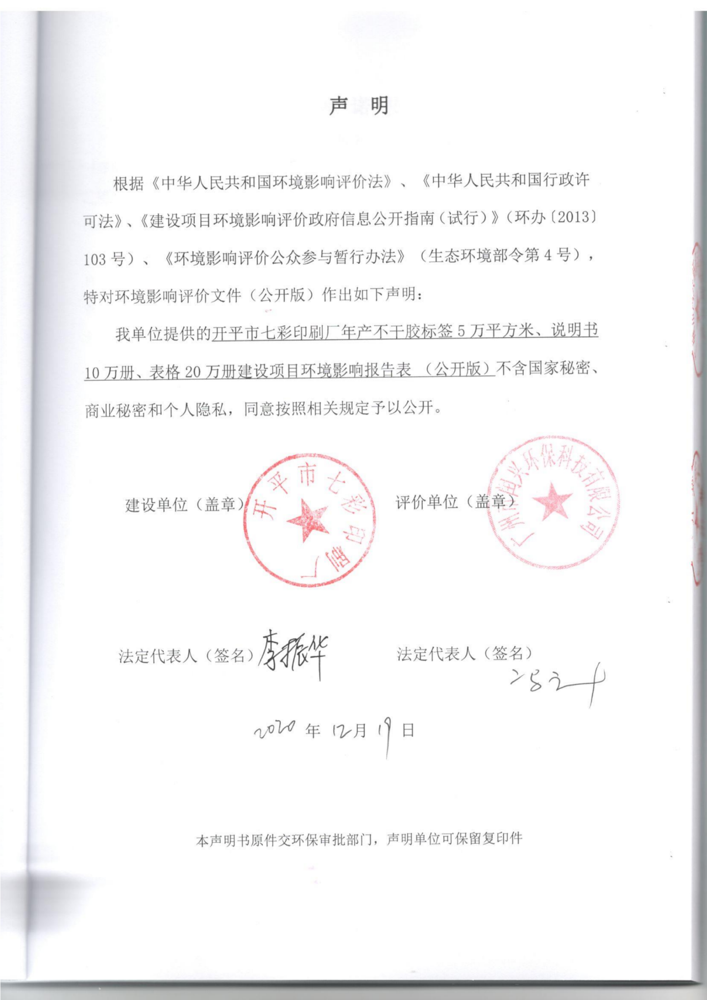 声 明
根据《中华人民共和国环境影响评价法》、《中华人民共和国行政许
可法》、《建设项目环境影响评价政府信息公开指南（试行）》（环办〔2013〕
103 号）、《环境影响评价公众参与暂行办法》（生态环境部令第 4 号），
特对环境影响评价文件（公开版）作出如下声明：
我单位提供的开平市七彩印刷厂年产不干胶标签 5 万平方米、说明书
10 万册、表格 20 万册建设项目环境影响报告表 （公开版）不含国家秘密、
商业秘密和个人隐私，同意按照相关规定予以公开。
建设单位（盖章） 评价单位（盖章）
开平市七彩印刷厂
广州市闰兴环保科技有限公司
法定代表人（签名）李振华 法定代表人（签名）
2020 年 12 月 19 日
本声明书原件交环保审批部门，声明单位可保留复印件